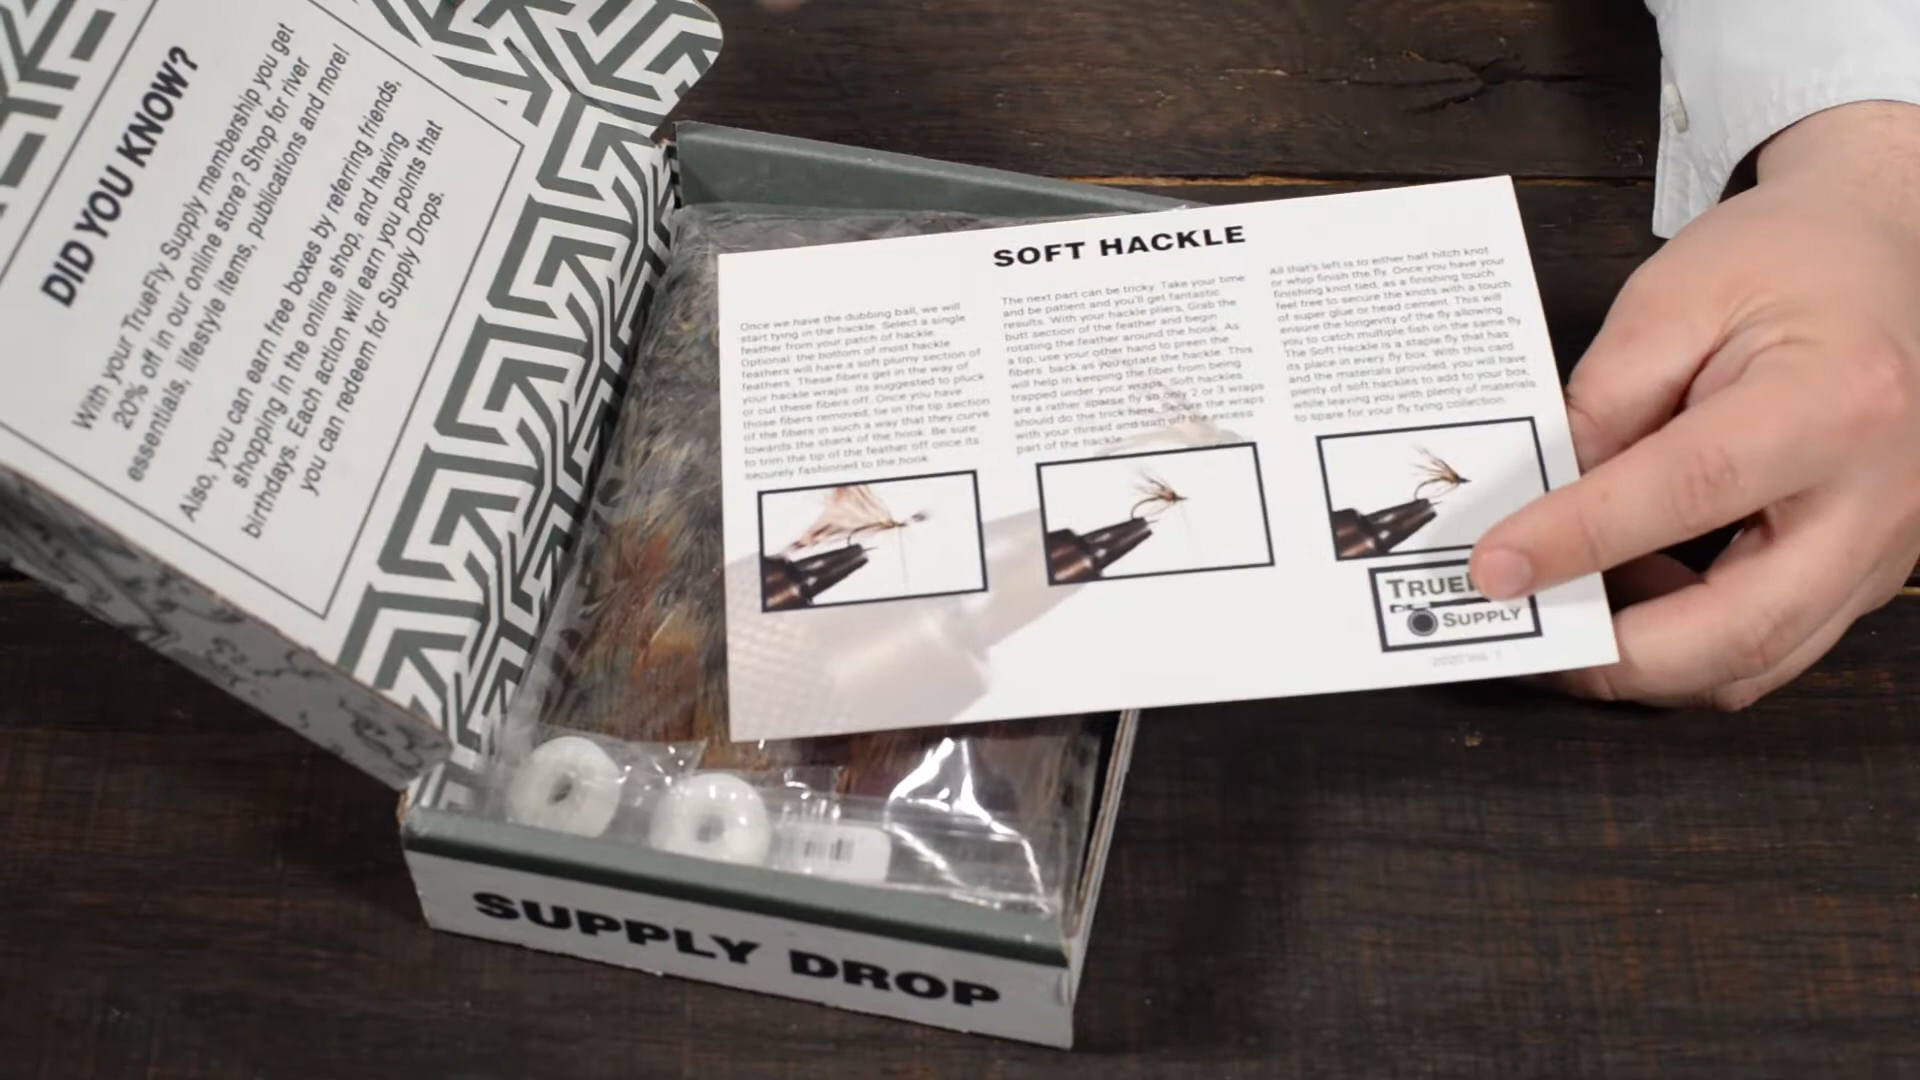 DID YOU KNOW?
With your TrueFly Supply membership you get
20% off in our online store? Shop for river
essentials, lifestyle items, publications and more!
Also, you can earn free boxes by referring friends,
shopping in the online shop, and having
birthdays. Each action will earn you points that
you can redeem for Supply Drops.
SOFT HACKLE
Once we have the dubbing ball, we will
start tying in the hackle. Select a single
feather from your patch of hackle.
Optional: the bottom of most hackle
feathers will have a soft plumy section of
feathers. These fibers get in the way of
your hackle wraps. Its suggested to pluck
or cut these fibers off. Once you have
those fibers removed, tie in the tip section
of the fibers in such a way that they curve
towards the shank of the hook. Be sure
to trim the tip of the feather off once its
securely fashioned to the hook.
The next part can be tricky. Take your time
and be patient and you'll get fantastic
results. With your hackle pliers, Grab the
butt section of the feather and begin
rotating the feather around the hook. As
a tip, use your other hand to preen the
fibers back as you rotate the hackle. This
will help in keeping the fiber from being
trapped under your wraps. Soft hackles
are a rather sparse fly so only 2 or 3 wraps
should do the trick here. Secure the wraps
with your thread and trim off the excess
part of the hackle.
All that's left is to either half hitch knot
or whip finish the fly. Once you have your
finishing knot tied, as a finishing touch
feel free to secure the knots with a touch
of super glue or head cement. This will
ensure the longevity of the fly allowing
you to catch multiple fish on the same fly.
The Soft Hackle is a staple fly that has
its place in every fly box. With this card
and the materials provided, you will have
plenty of soft hackles to add to your box,
while leaving you with plenty of materials
to spare for your fly tying collection.
TRUE
SUPPLY
SUPPLY DROP